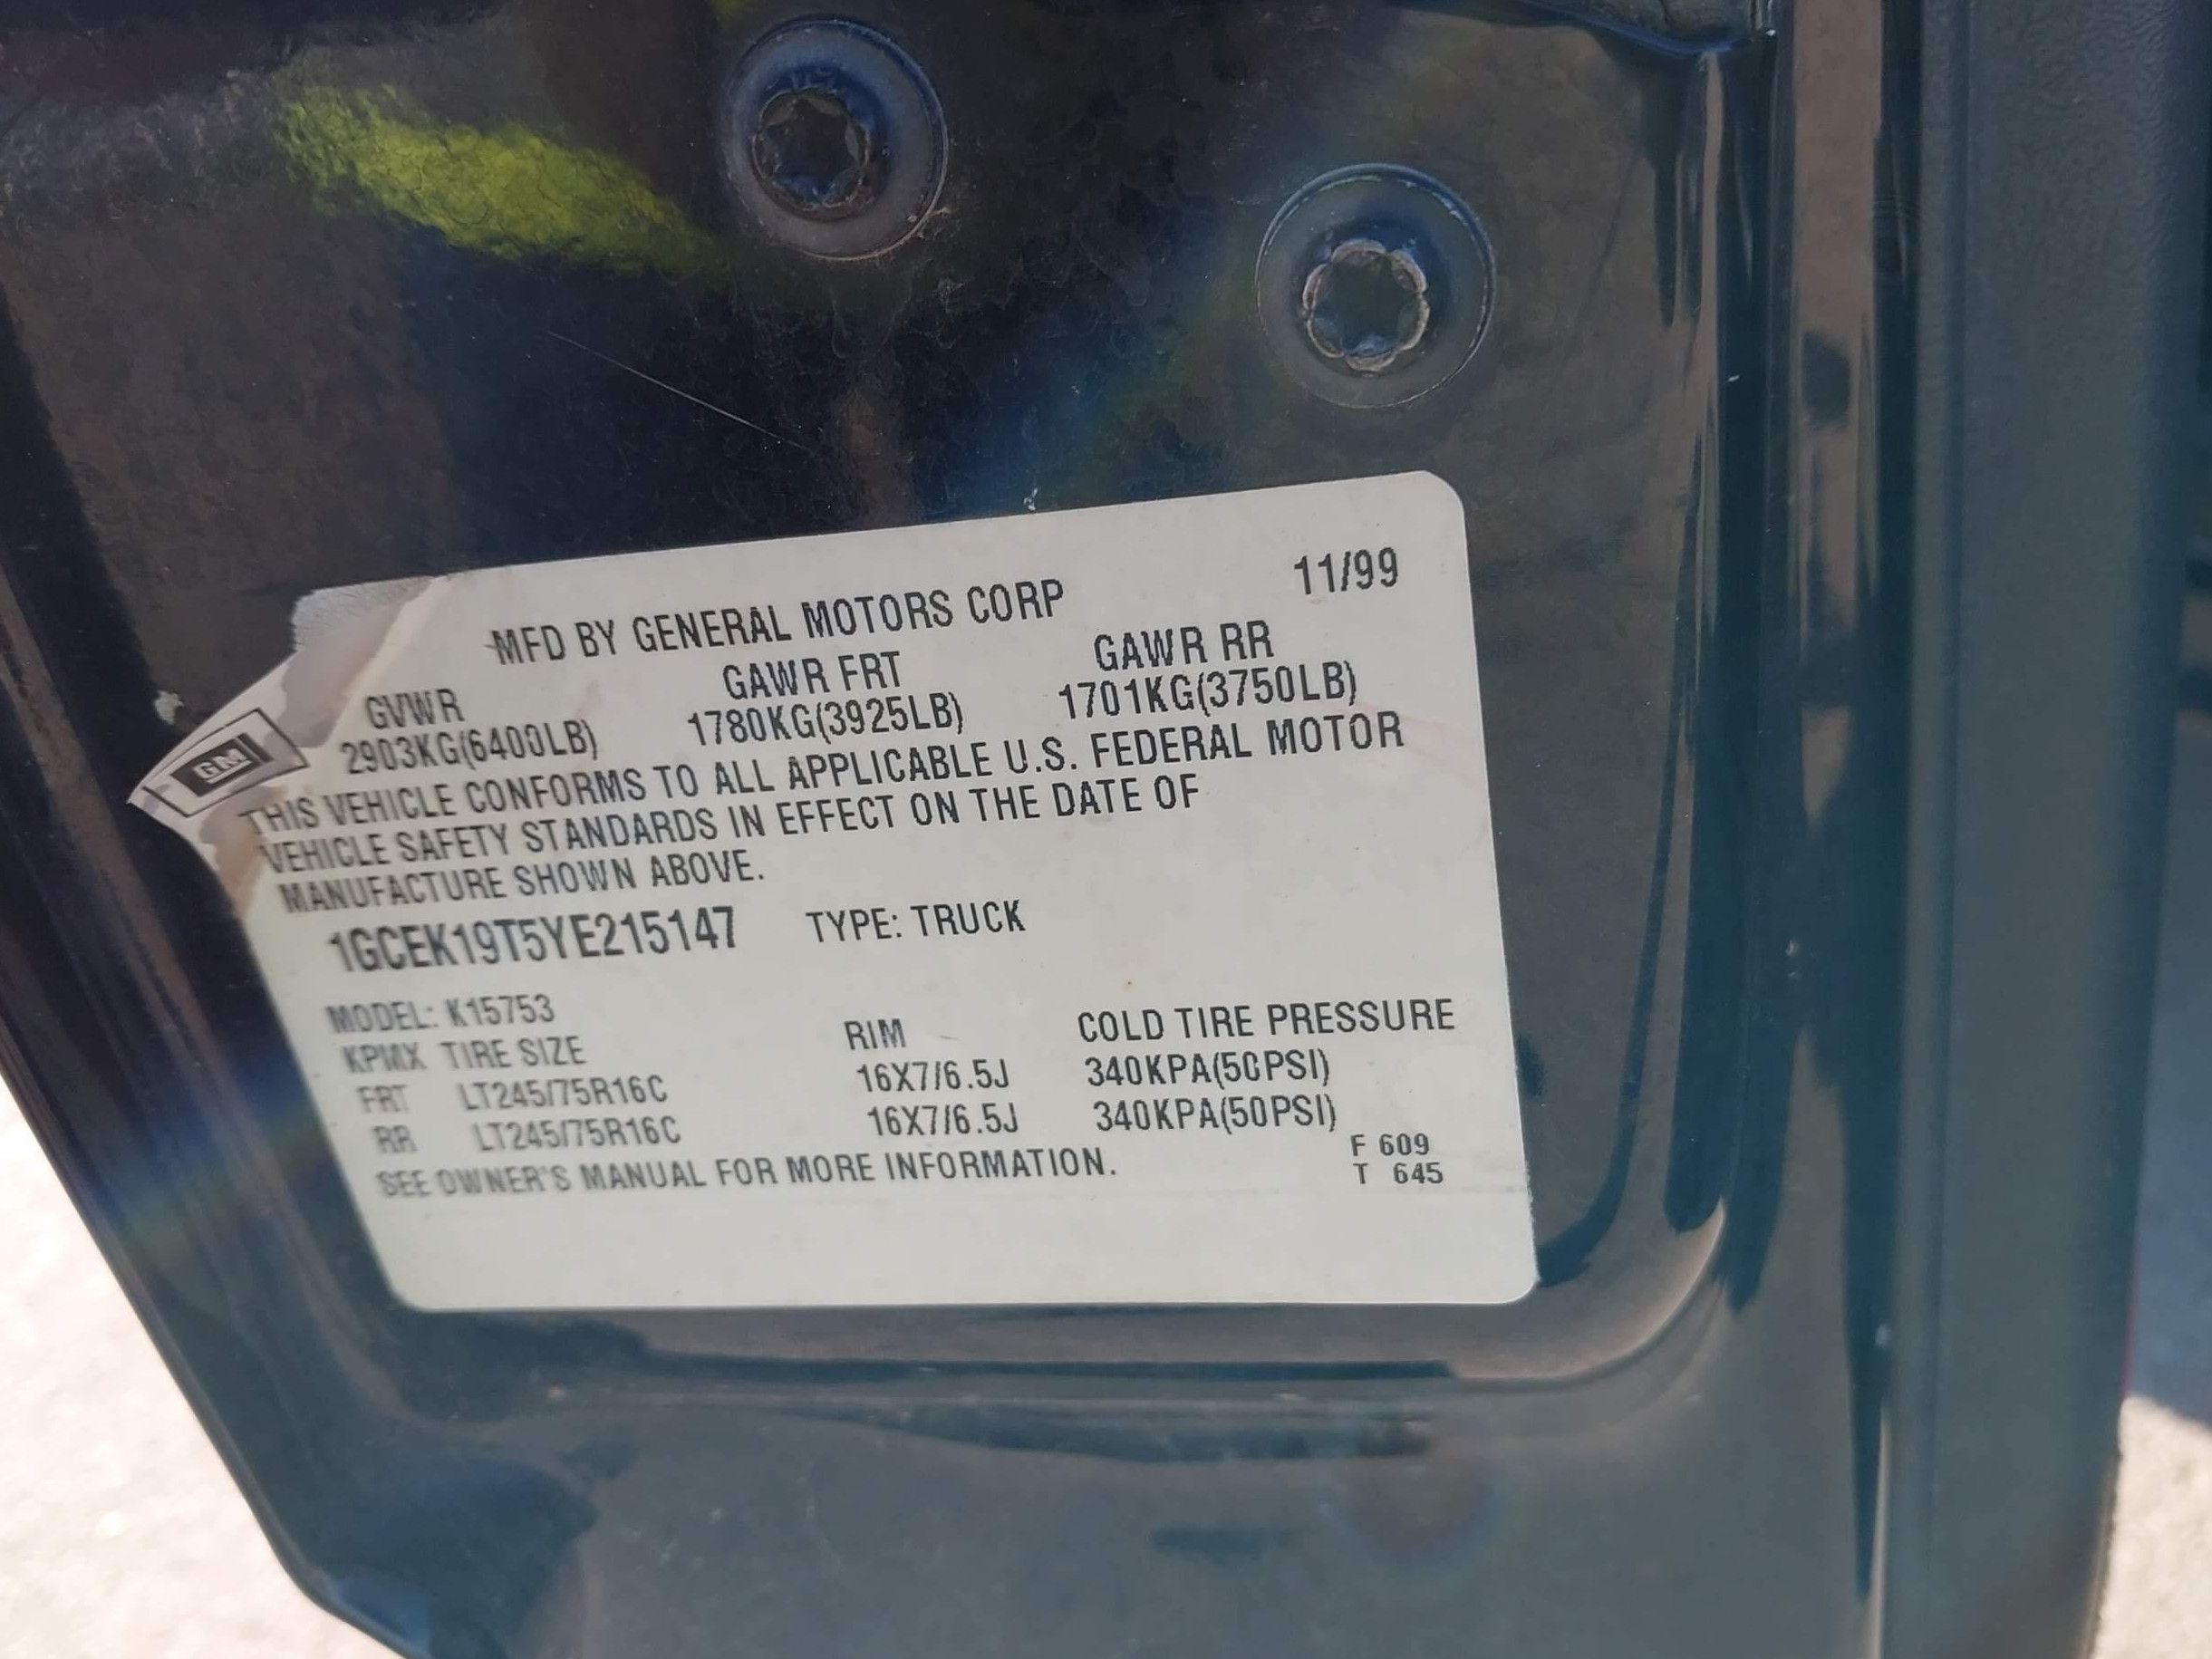 MFD BY GENERAL MOTORS CORP 11/99
GVWR GAWR FRT GAWR RR
2903KG(6400LB) 1780KG(3925LB) 1701KG(3750LB)
GM
THIS VEHICLE CONFORMS TO ALL APPLICABLE U.S. FEDERAL MOTOR
VEHICLE SAFETY STANDARDS IN EFFECT ON THE DATE OF
MANUFACTURE SHOWN ABOVE.
1GCEK19T5YE215147 TYPE: TRUCK
MODEL: K15753
KPMX TIRE SIZE RIM COLD TIRE PRESSURE
FRT LT245/75R16C 16X7/6.5J 340KPA(50PSI)
RR LT245/75R16C 16X7/6.5J 340KPA(50PSI)
SEE OWNER'S MANUAL FOR MORE INFORMATION.
F 609
T 645